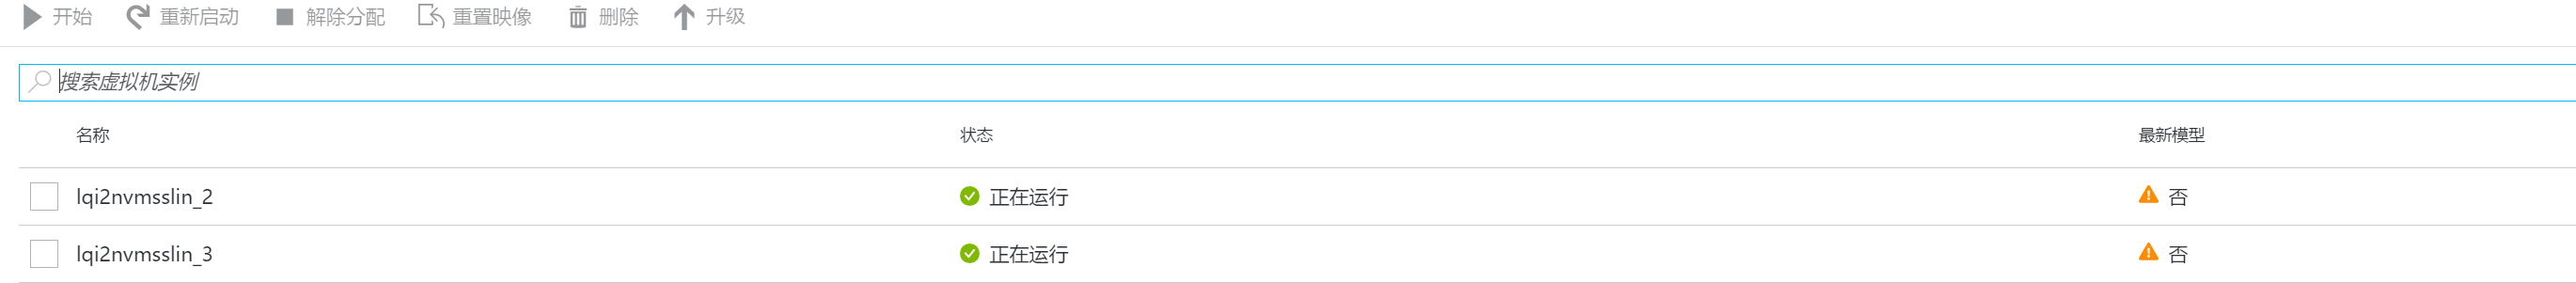 开始 重新启动 解除分配 重置映像 删除 升级
搜索虚拟机实例
名称 状态 最新模型
lqi2nvmsslin_2 正在运行 否
lqi2nvmsslin_3 正在运行 否